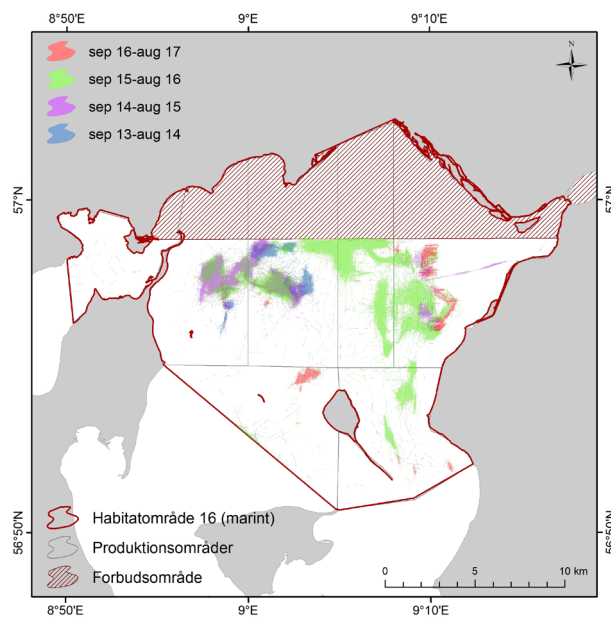 8°50'E
9°E
9°10'E
sep 16-aug 17
sep 15-aug 16
sep 14-aug 15
sep 13-aug 14
N
57°N
57°N
56°50'N
56°50'N
Habitatområde 16 (marint)
Produktionsområder
Forbudsområde
0 5 10 km
8°50'E
9°E
9°10'E